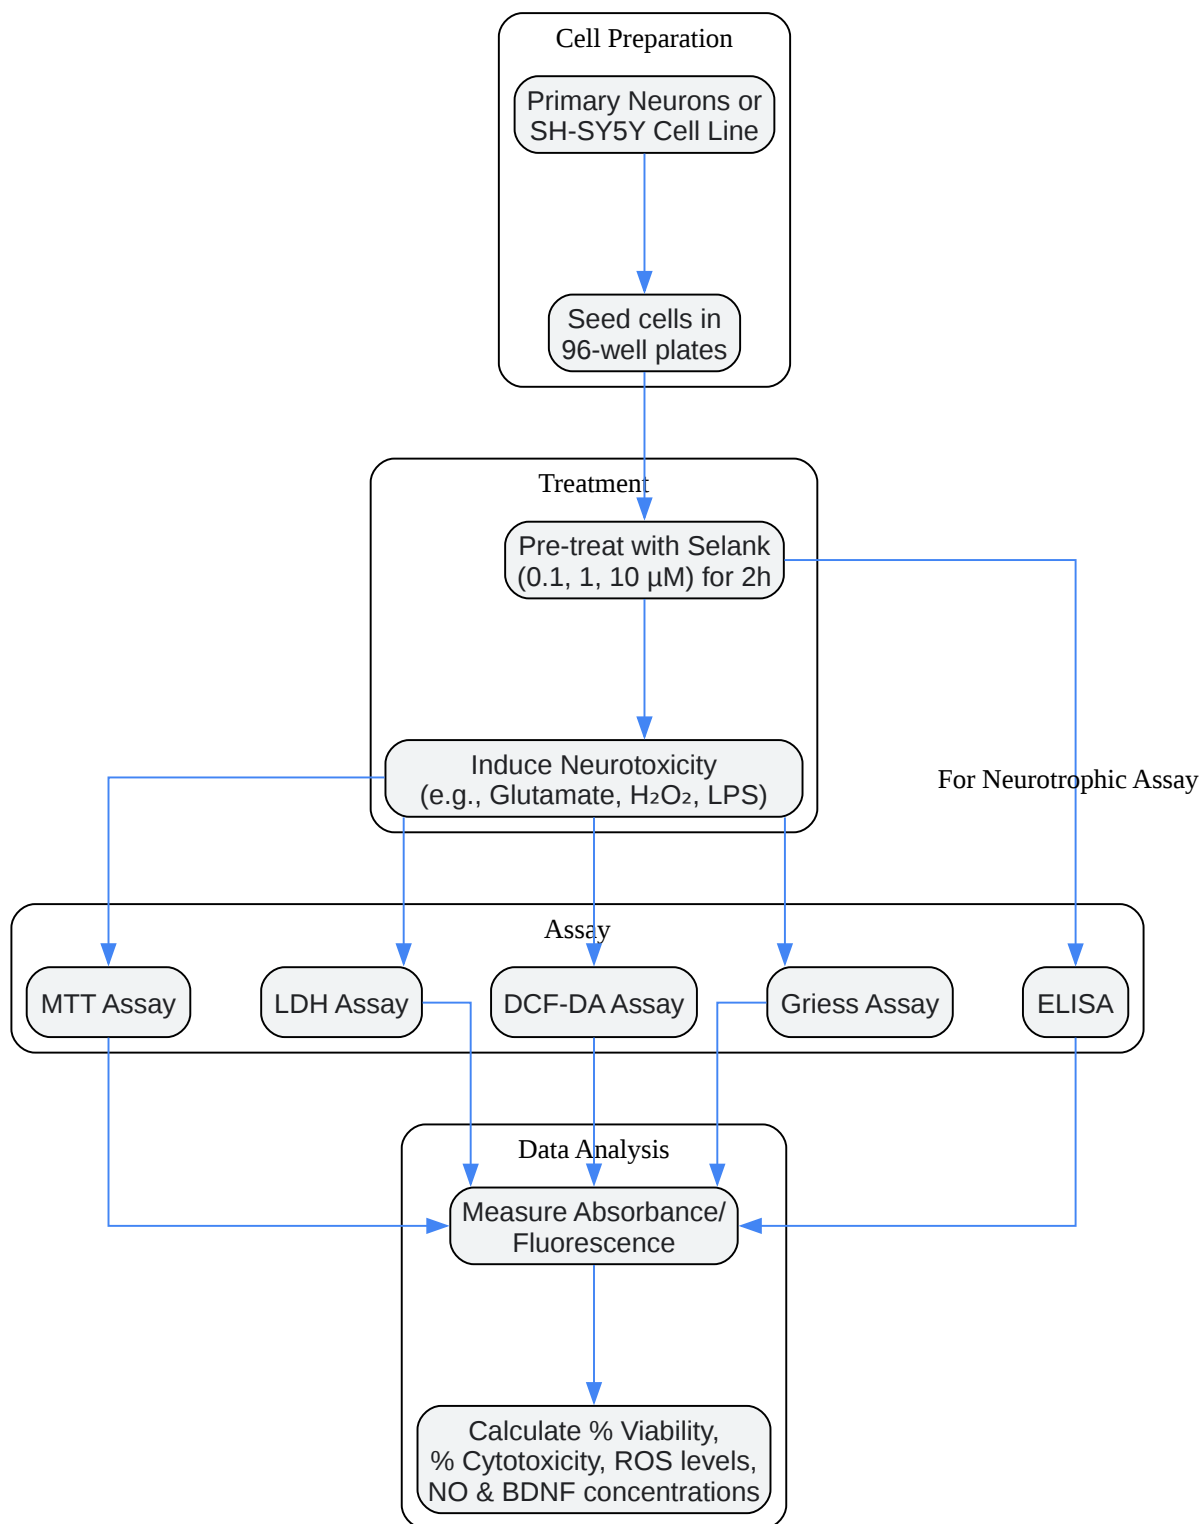 Cell Preparation
Primary Neurons or
SH-SY5Y Cell Line
Seed cells in
96-well plates
Treatment
Pre-treat with Selank
(0.1, 1, 10 µM) for 2h
Induce Neurotoxicity
(e.g., Glutamate, H₂O₂, LPS)
For Neurotrophic Assay
Assay
MTT Assay
LDH Assay
DCF-DA Assay
Griess Assay
ELISA
Data Analysis
Measure Absorbance/
Fluorescence
Calculate % Viability,
% Cytotoxicity, ROS levels,
NO & BDNF concentrations